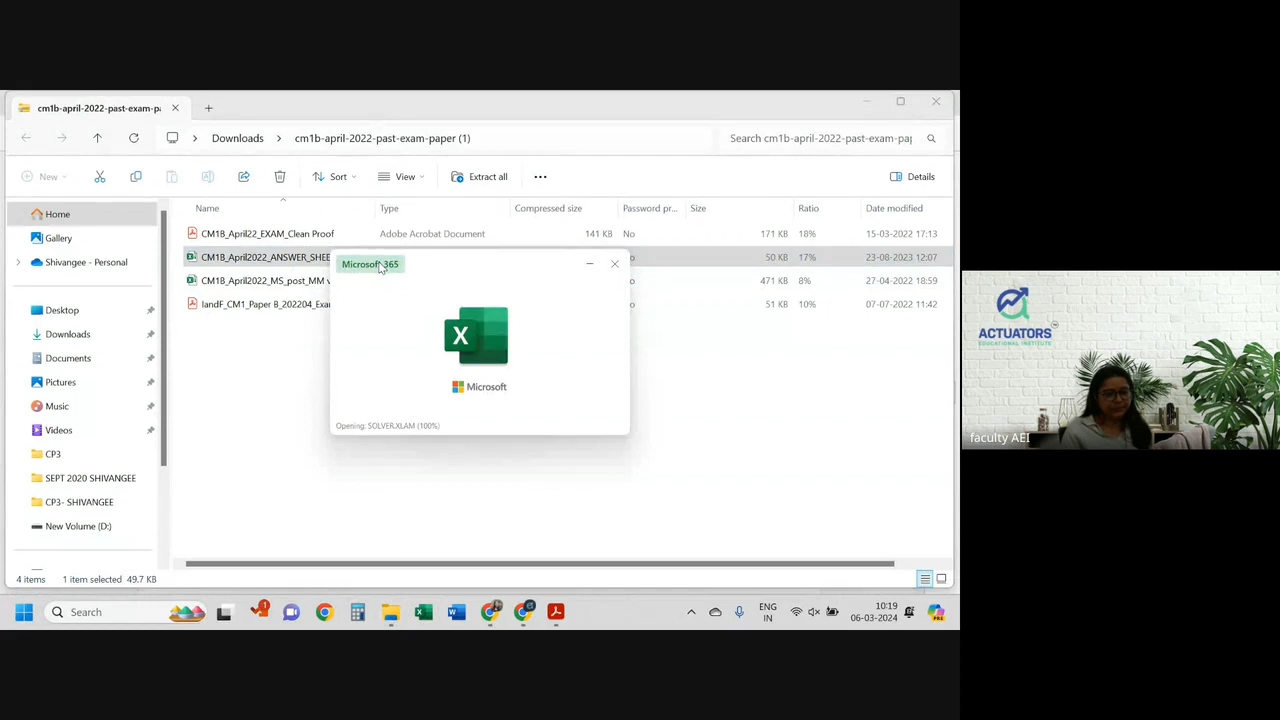 cm1b-april-2022-past-exam-p
Downloads
cm1b-april-2022-past-exam-paper (1)
Search cm1b-april-2022-past-exam-pap
New
Sort
View
Extract all
Details
Name
Type
Compressed size
Password pr...
Size
Ratio
Date modified
CM1B_April22_EXAM_Clean Proof
Adobe Acrobat Document
141 KB
No
171 KB
18%
15-03-2022 17:13
CM1B_April2022_ANSWER_SHEE
50 KB
17%
23-08-2023 12:07
CM1B_April2022_MS_post_MM v
471 KB
8%
27-04-2022 18:59
IandF_CM1_Paper B_202204_Exa
51 KB
10%
07-07-2022 11:42
Home
Gallery
Shivangee - Personal
Desktop
Downloads
Documents
Pictures
Music
Videos
CP3
SEPT 2020 SHIVANGEE
CP3- SHIVANGEE
New Volume (D:)
Microsoft 365
X
Microsoft
Opening: SOLVER.XLAM (100%)
4 items
1 item selected 49.7 KB
Search
1
ENG
IN
10:19
06-03-2024
PRE
ACTUATORS
EDUCATIONAL INSTITUTE
faculty AEI